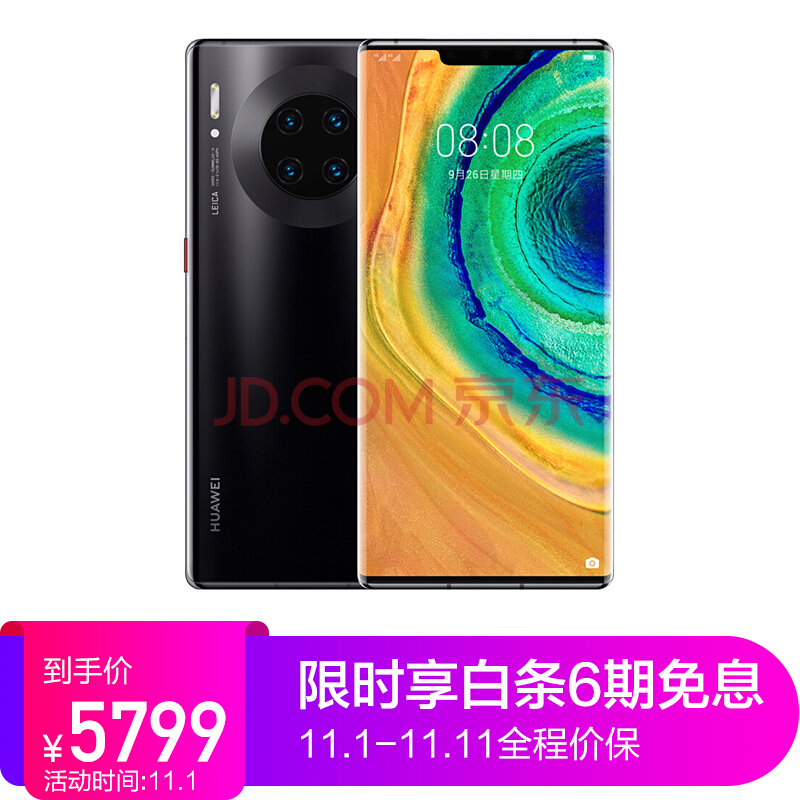 LEICA
HUAWEI
08:08
9月26日星期四
JD.COM 京东
到手价
¥5799
活动时间:11.1
限时享白条6期免息
11.1-11.11全程价保